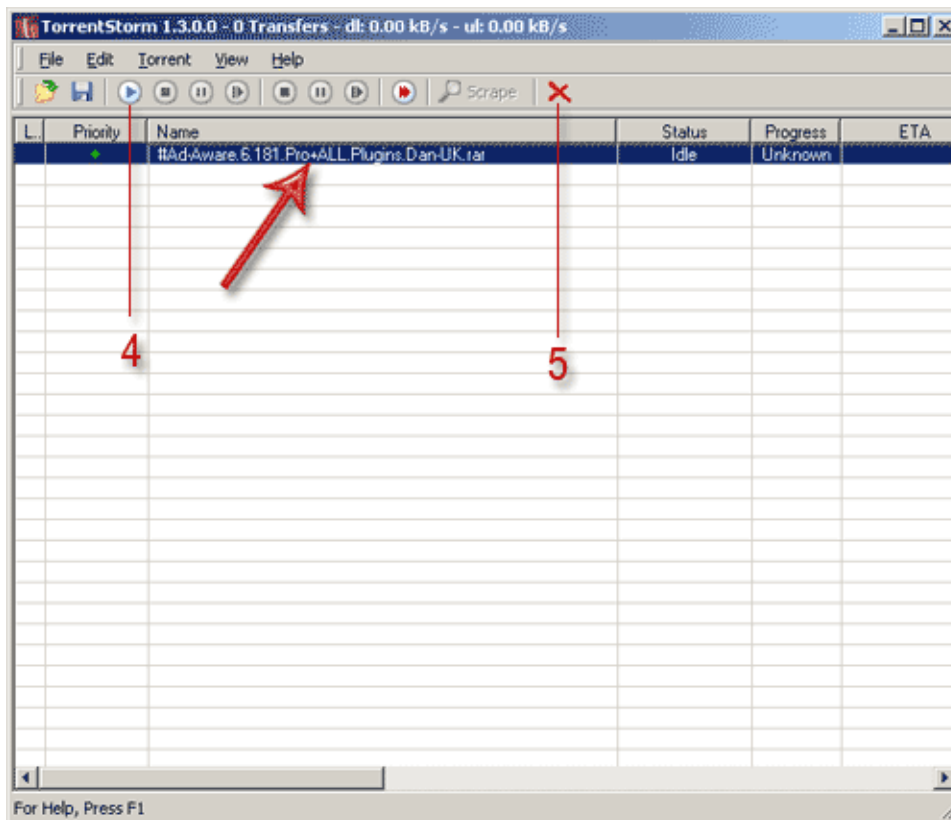 TorrentStorm 1.3.0.0 - 0 Transfers - dl: 0.00 kB/s - ul: 0.00 kB/s
File Edit Torrent View Help
Scrape
L.. Priority Name Status Progress ETA
#Ad-Aware.6.181.Pro+ALL.Plugins.Dan-UK.rar Idle Unknown
4
5
For Help, Press F1